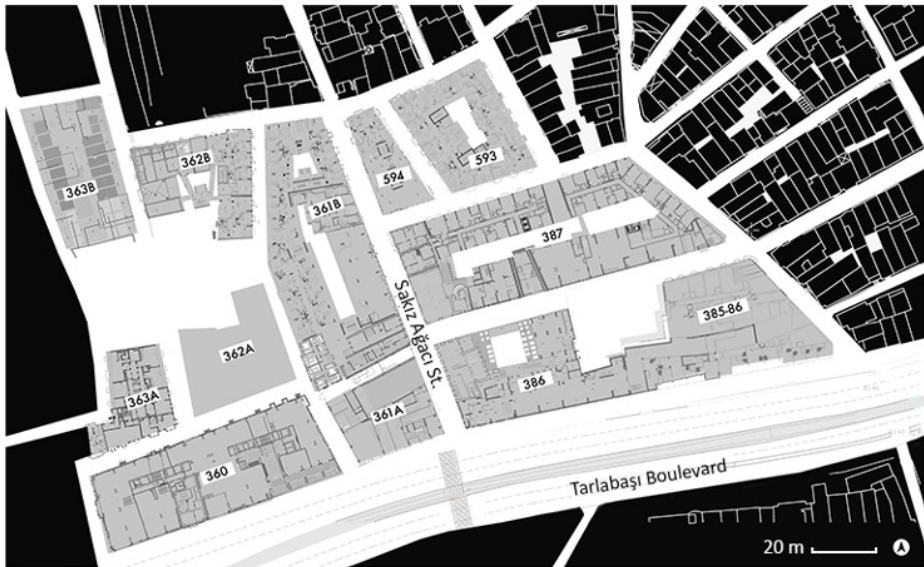 363B
362B
361B
594
593
387
362A
Sakız Ağacı St.
385-86
363A
361A
386
360
Tarlabaşı Boulevard
20 m
A